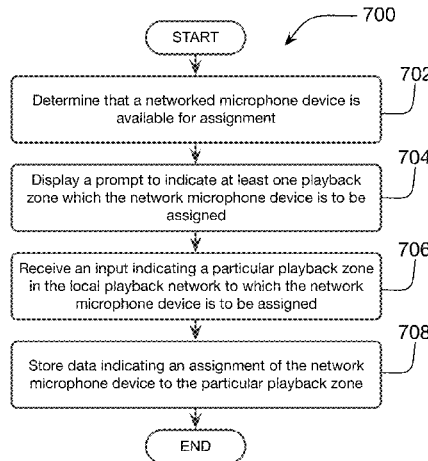 700
START
702
Determine that a networked microphone device is
available for assignment
704
Display a prompt to indicate at least one playback
zone which the network microphone device is to be
assigned
706
Receive an input indicating a particular playback zone
in the local playback network to which the network
microphone device is to be assigned
708
Store data indicating an assignment of the network
microphone device to the particular playback zone
END